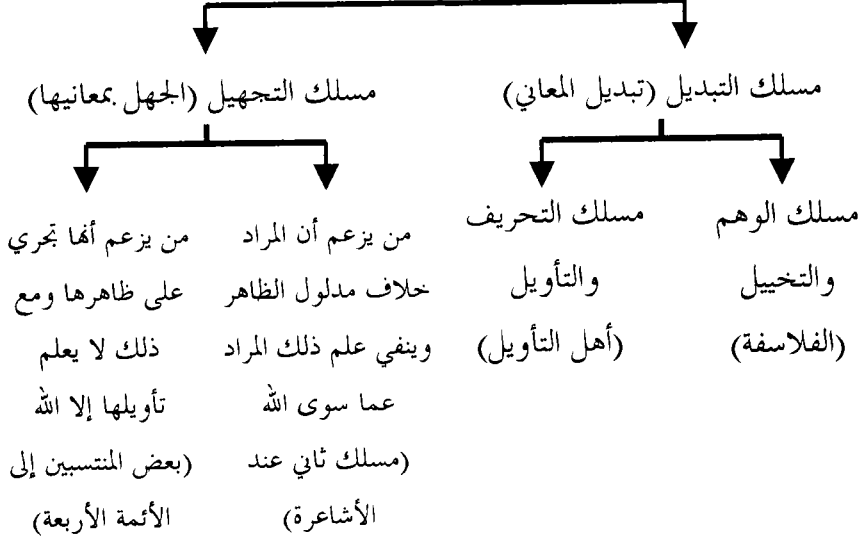 مسلك التبديل (تبديل المعاني)
مسلك التجهيل (الجهل بمعانيها)
مسلك الوهم
والتخييل
(الفلاسفة)
مسلك التحريف
والتأويل
(أهل التأويل)
من يزعم أن المراد
خلاف مدلول الظاهر
وينفي علم ذلك المراد
عما سوى الله
(مسلك ثاني عند
الأشاعرة)
من يزعم أنها تجري
على ظاهرها ومع
ذلك لا يعلم
تأويلها إلا الله
(بعض المنتسبين إلى
الأئمة الأربعة)